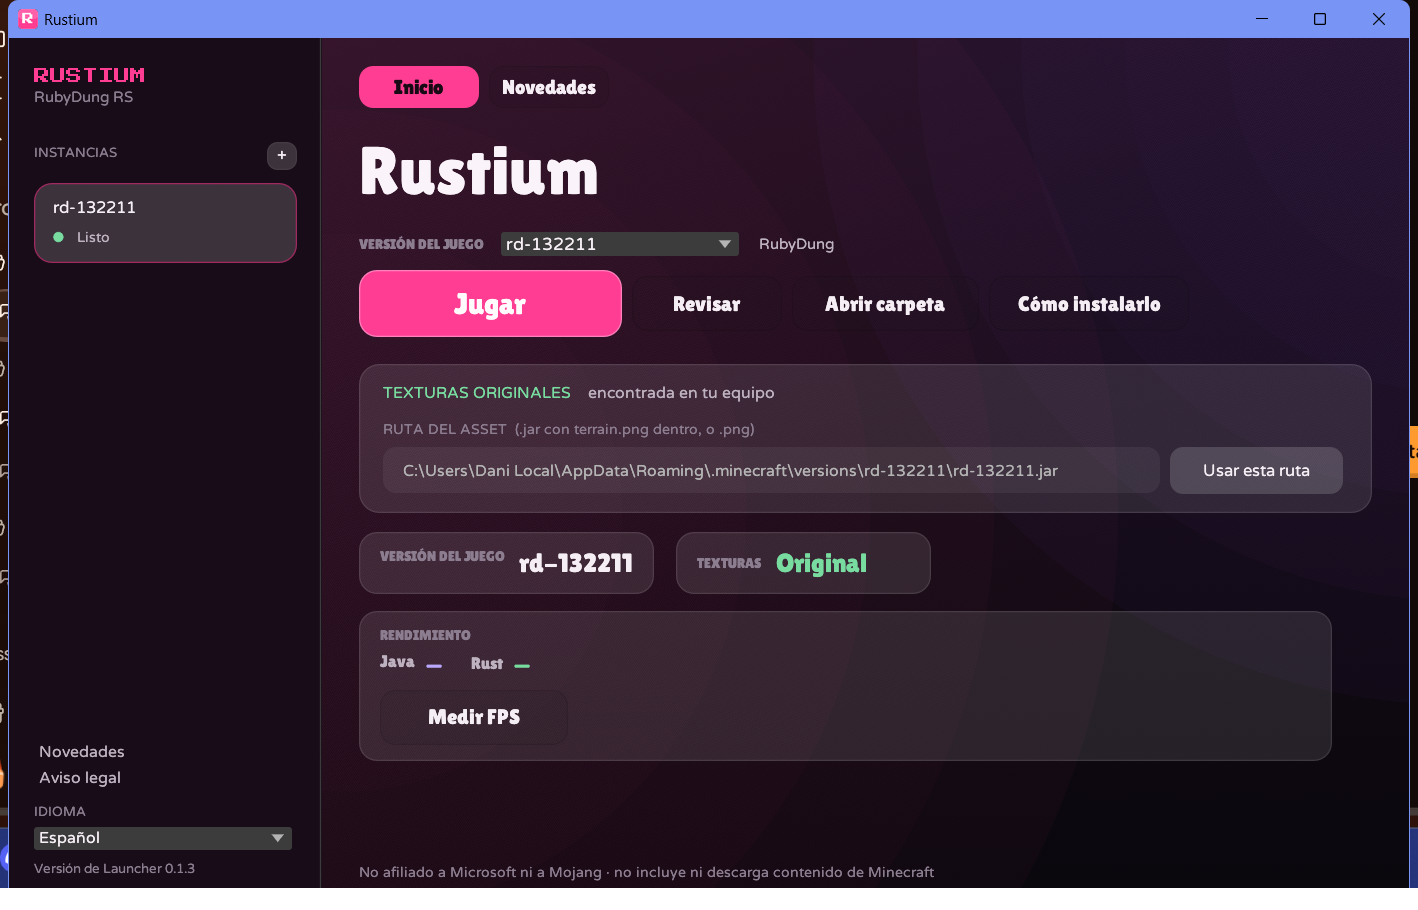 Rustium
RUSTIUM
RubyDung RS
INSTANCIAS
+
rd-132211
Listo
Novedades
Aviso legal
IDIOMA
Español
Versión de Launcher 0.1.3
Inicio Novedades
Rustium
VERSIÓN DEL JUEGO rd-132211 RubyDung
Jugar Revisar Abrir carpeta Cómo instalarlo
TEXTURAS ORIGINALES encontrada en tu equipo
RUTA DEL ASSET (.jar con terrain.png dentro, o .png)
C:\Users\Dani Local\AppData\Roaming\.minecraft\versions\rd-132211\rd-132211.jar Usar esta ruta
VERSIÓN DEL JUEGO rd-132211 TEXTURAS Original
RENDIMIENTO
Java — Rust —
Medir FPS
No afiliado a Microsoft ni a Mojang · no incluye ni descarga contenido de Minecraft